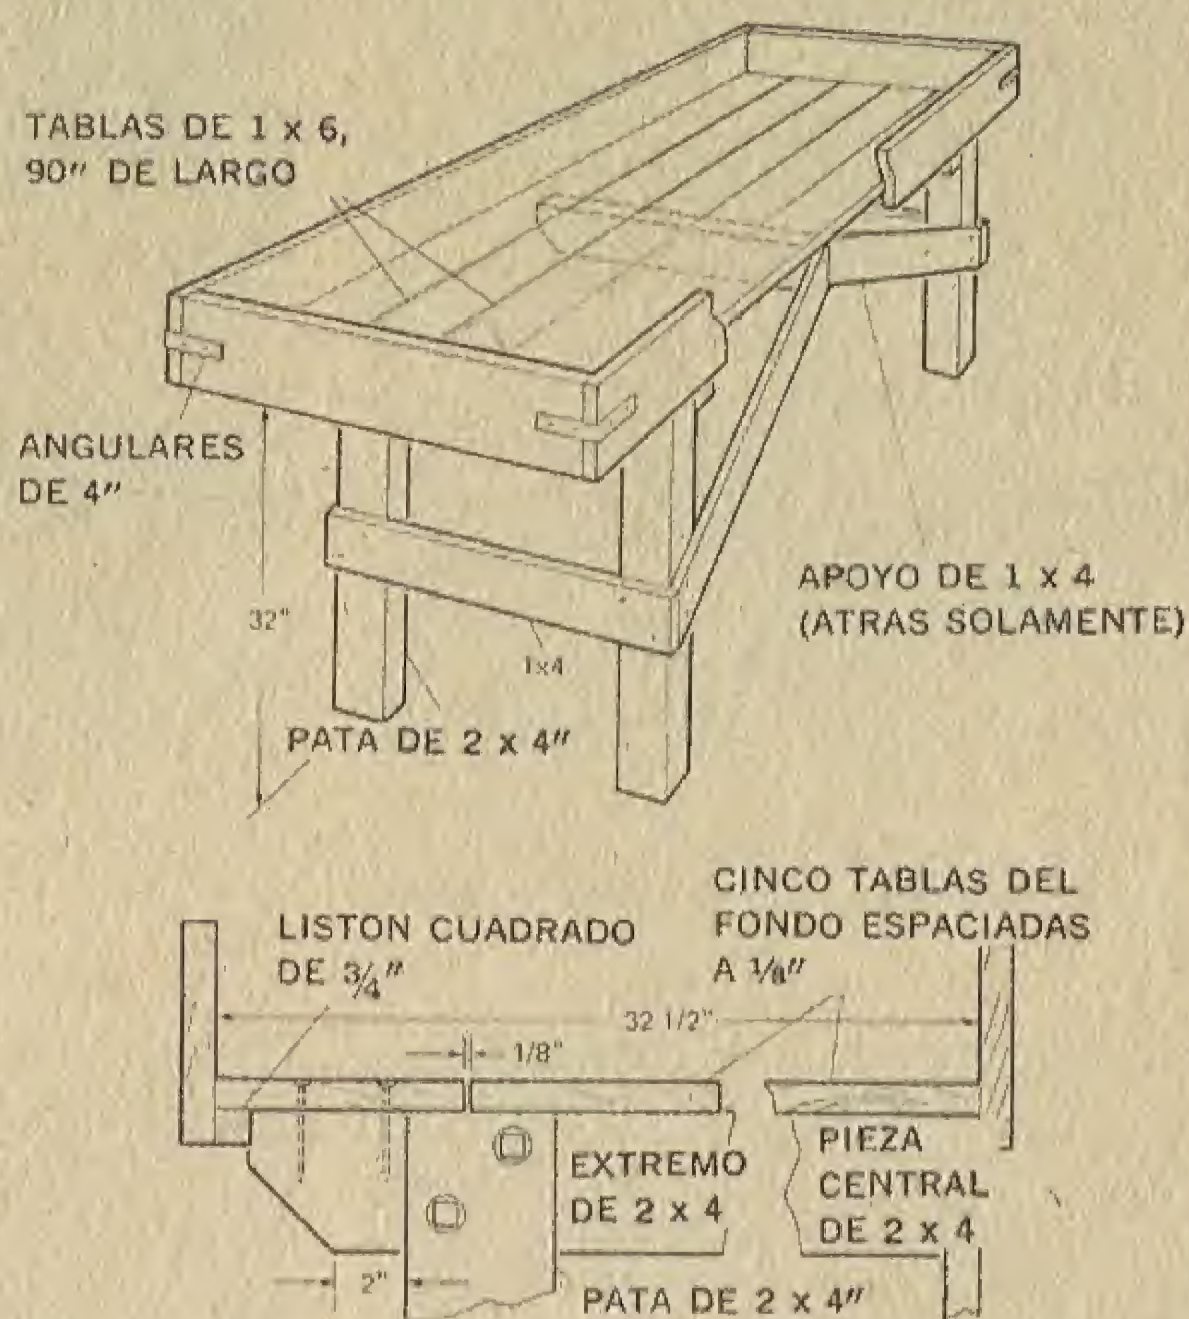 TABLAS DE 1 x 6,
90" DE LARGO
ANGULARES
DE 4"
32"
1x4
APOYO DE 1 x 4
(ATRAS SOLAMENTE)
PATA DE 2 x 4"
CINCO TABLAS DEL
FONDO ESPACIADAS
A 1/8"
LISTON CUADRADO
DE 3/4"
32 1/2"
1/8"
EXTREMO
DE 2 x 4
PIEZA
CENTRAL
DE 2 x 4
2"
PATA DE 2 x 4"